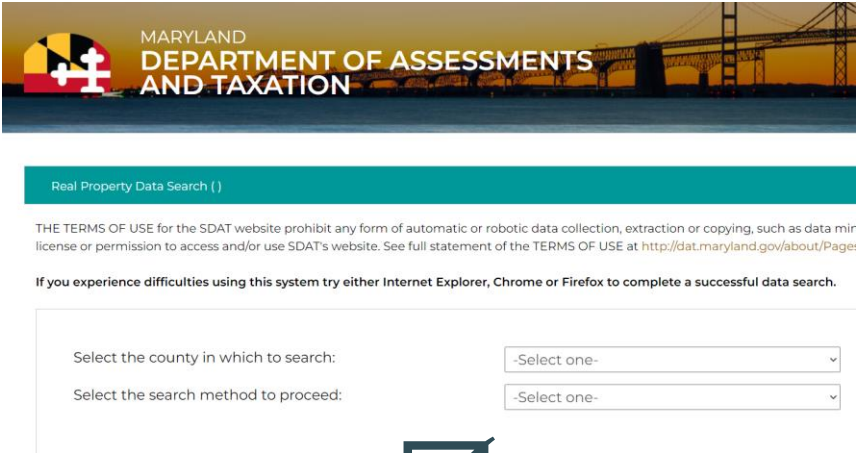 MARYLAND
DEPARTMENT OF ASSESSMENTS
AND TAXATION
Real Property Data Search ( )
THE TERMS OF USE for the SDAT website prohibit any form of automatic or robotic data collection, extraction or copying, such as data
license or permission to access and/or use SDAT's website. See full statement of the TERMS OF USE at http://dat.maryland.gov/about/Pages
If you experience difficulties using this system try either Internet Explorer, Chrome or Firefox to complete a successful data search.
Select the county in which to search: -Select one-
Select the search method to proceed: -Select one-